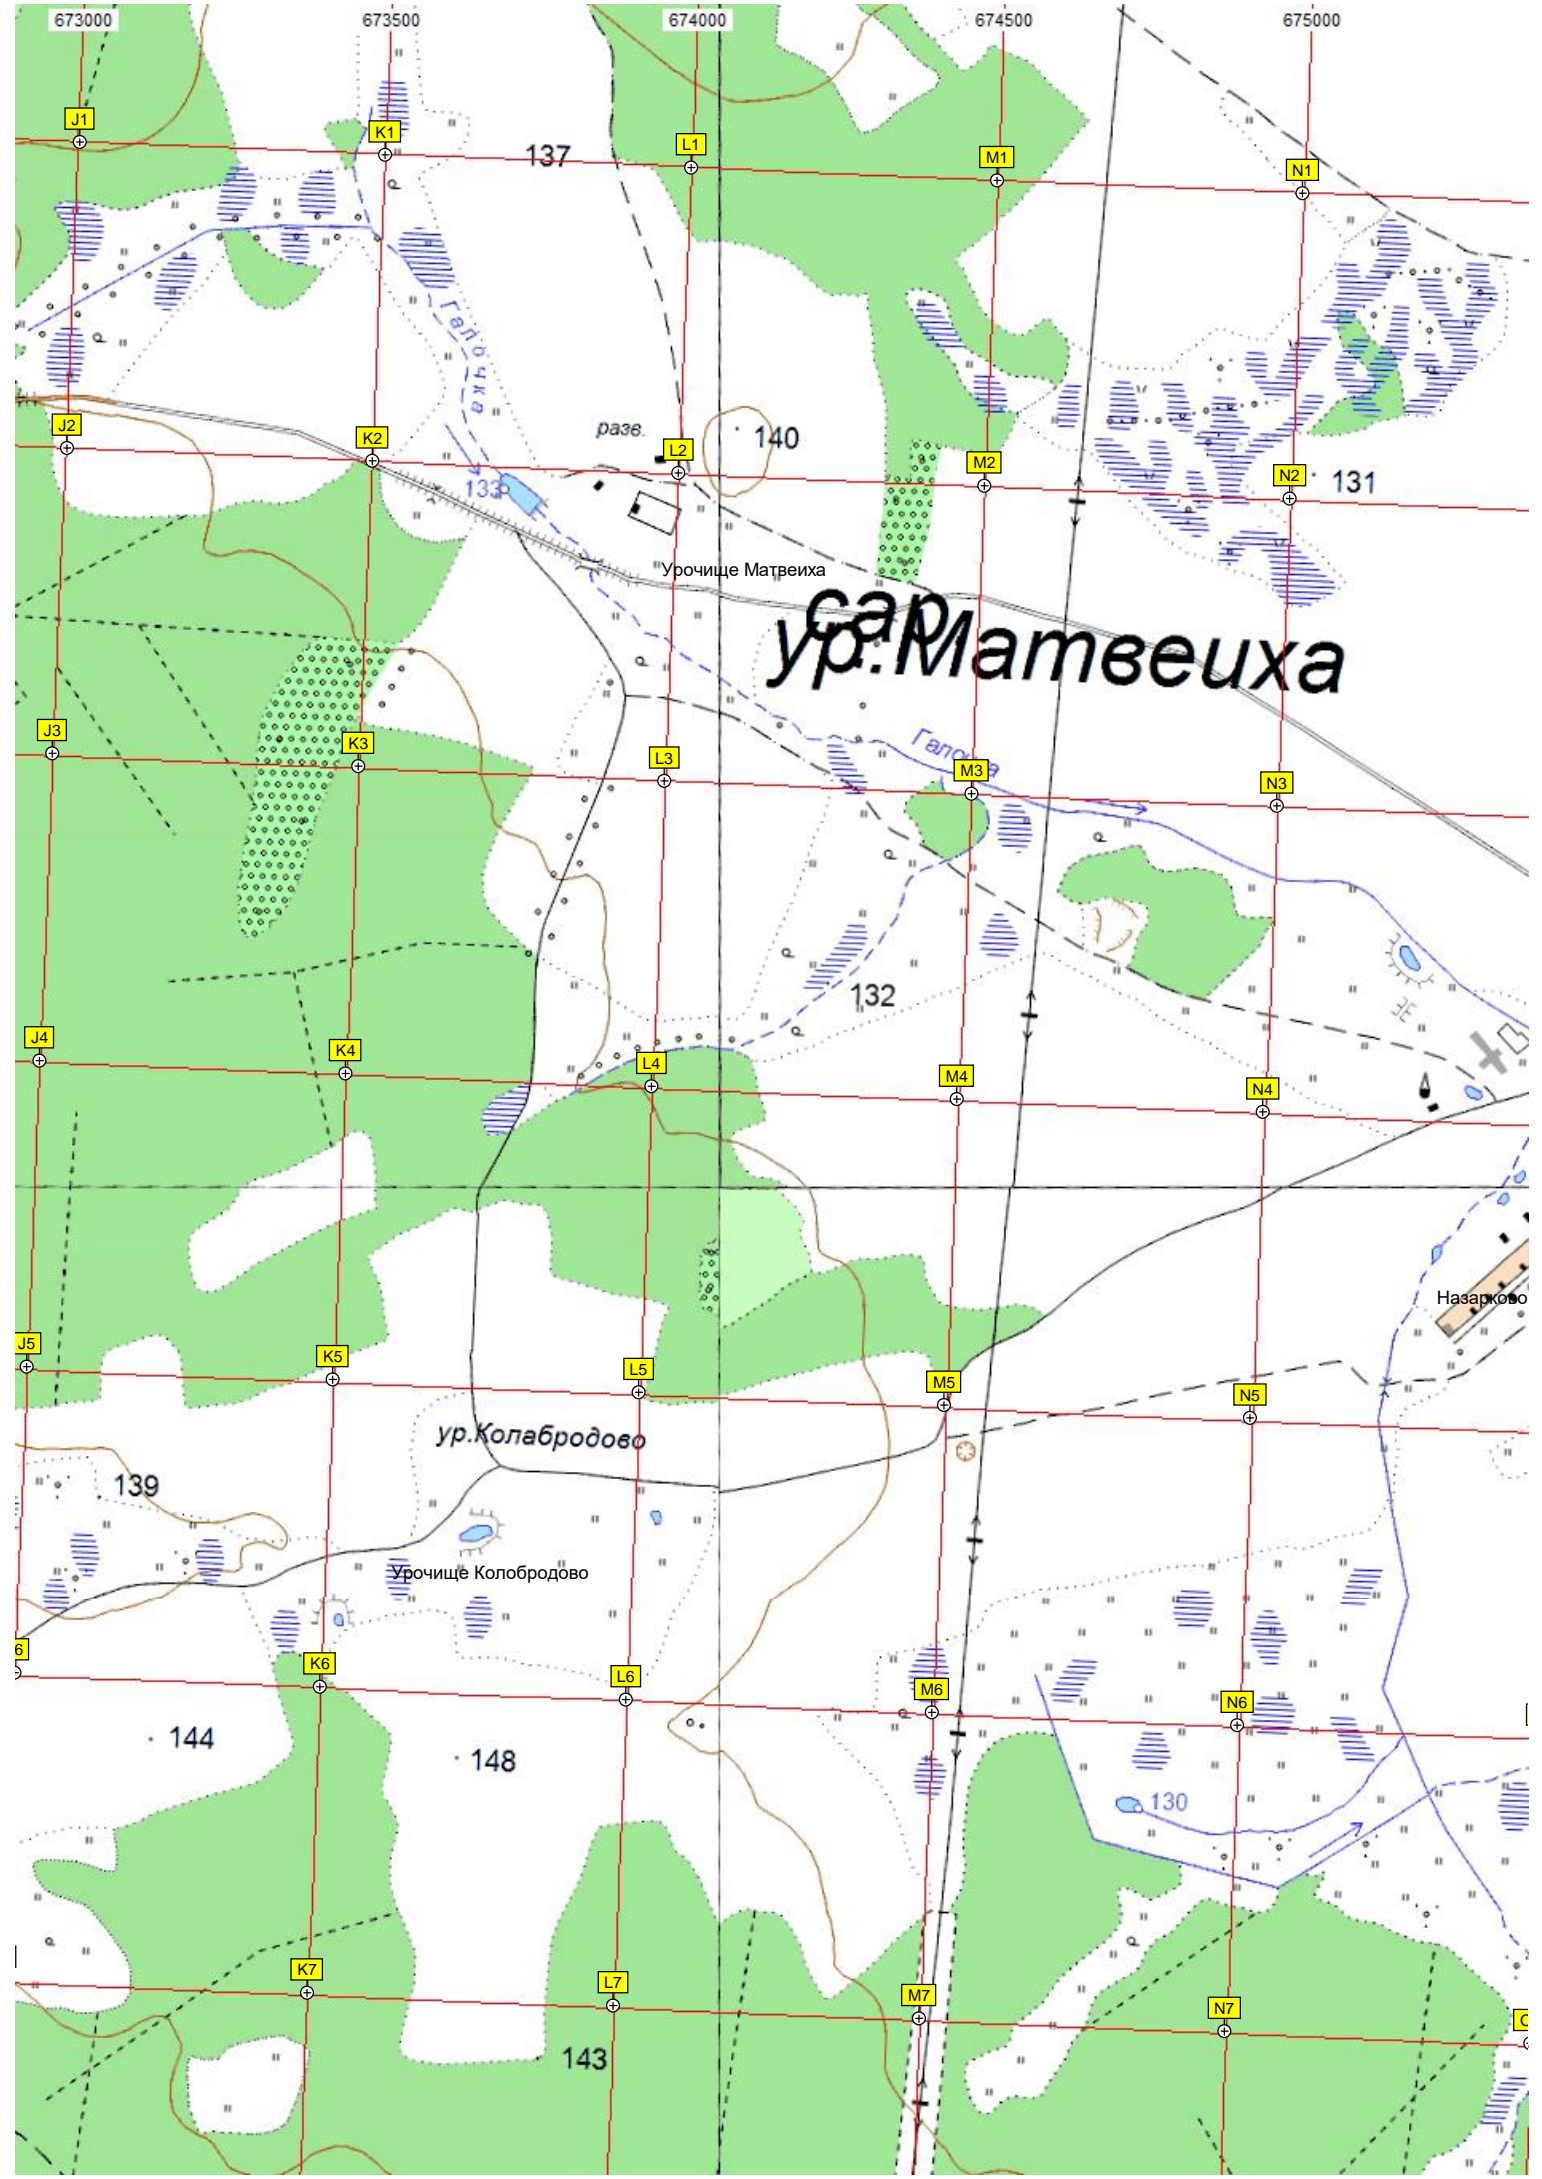 673000 673500 674000 674500 675000
J1 K1 137 L1 M1 N1
Галочка
J2 K2 разв. L2 140 M2 N2 131
133
Урочище Матвеиха
сар
ур.Матвеиха
J3 K3 L3 Галочка M3 N3
132
J4 K4 L4 M4 N4
Назарково
J5 K5 L5 M5 N5
ур.Колабродово
139
Урочище Колобродово
6 K6 L6 M6 N6
144 148
130
K7 L7 M7 N7
143